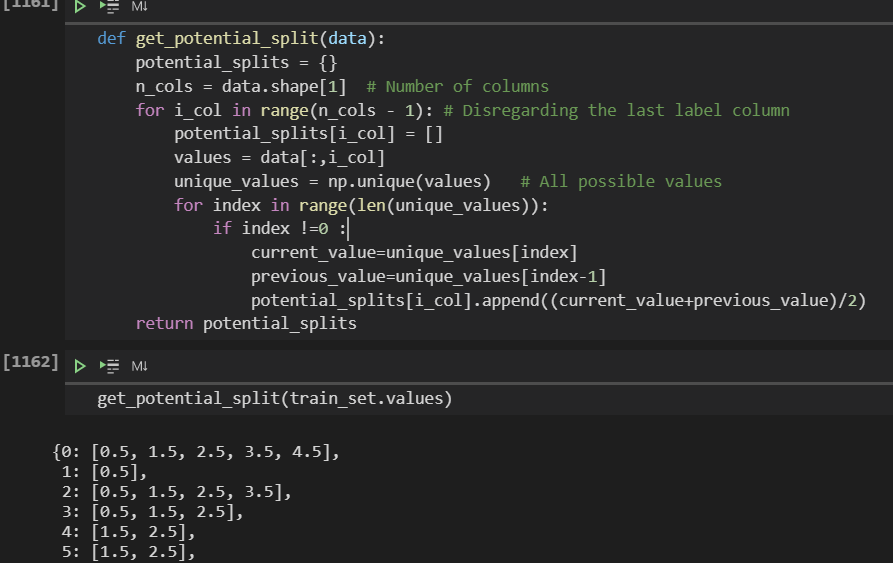 [1161] M↓
def get_potential_split(data):
    potential_splits = {}
    n_cols = data.shape[1]  # Number of columns
    for i_col in range(n_cols - 1): # Disregarding the last label column
        potential_splits[i_col] = []
        values = data[:,i_col]
        unique_values = np.unique(values)   # All possible values
        for index in range(len(unique_values)):
            if index !=0 :
                current_value=unique_values[index]
                previous_value=unique_values[index-1]
                potential_splits[i_col].append((current_value+previous_value)/2)
    return potential_splits
[1162] M↓
get_potential_split(train_set.values)
{0: [0.5, 1.5, 2.5, 3.5, 4.5],
 1: [0.5],
 2: [0.5, 1.5, 2.5, 3.5],
 3: [0.5, 1.5, 2.5],
 4: [1.5, 2.5],
 5: [1.5, 2.5],